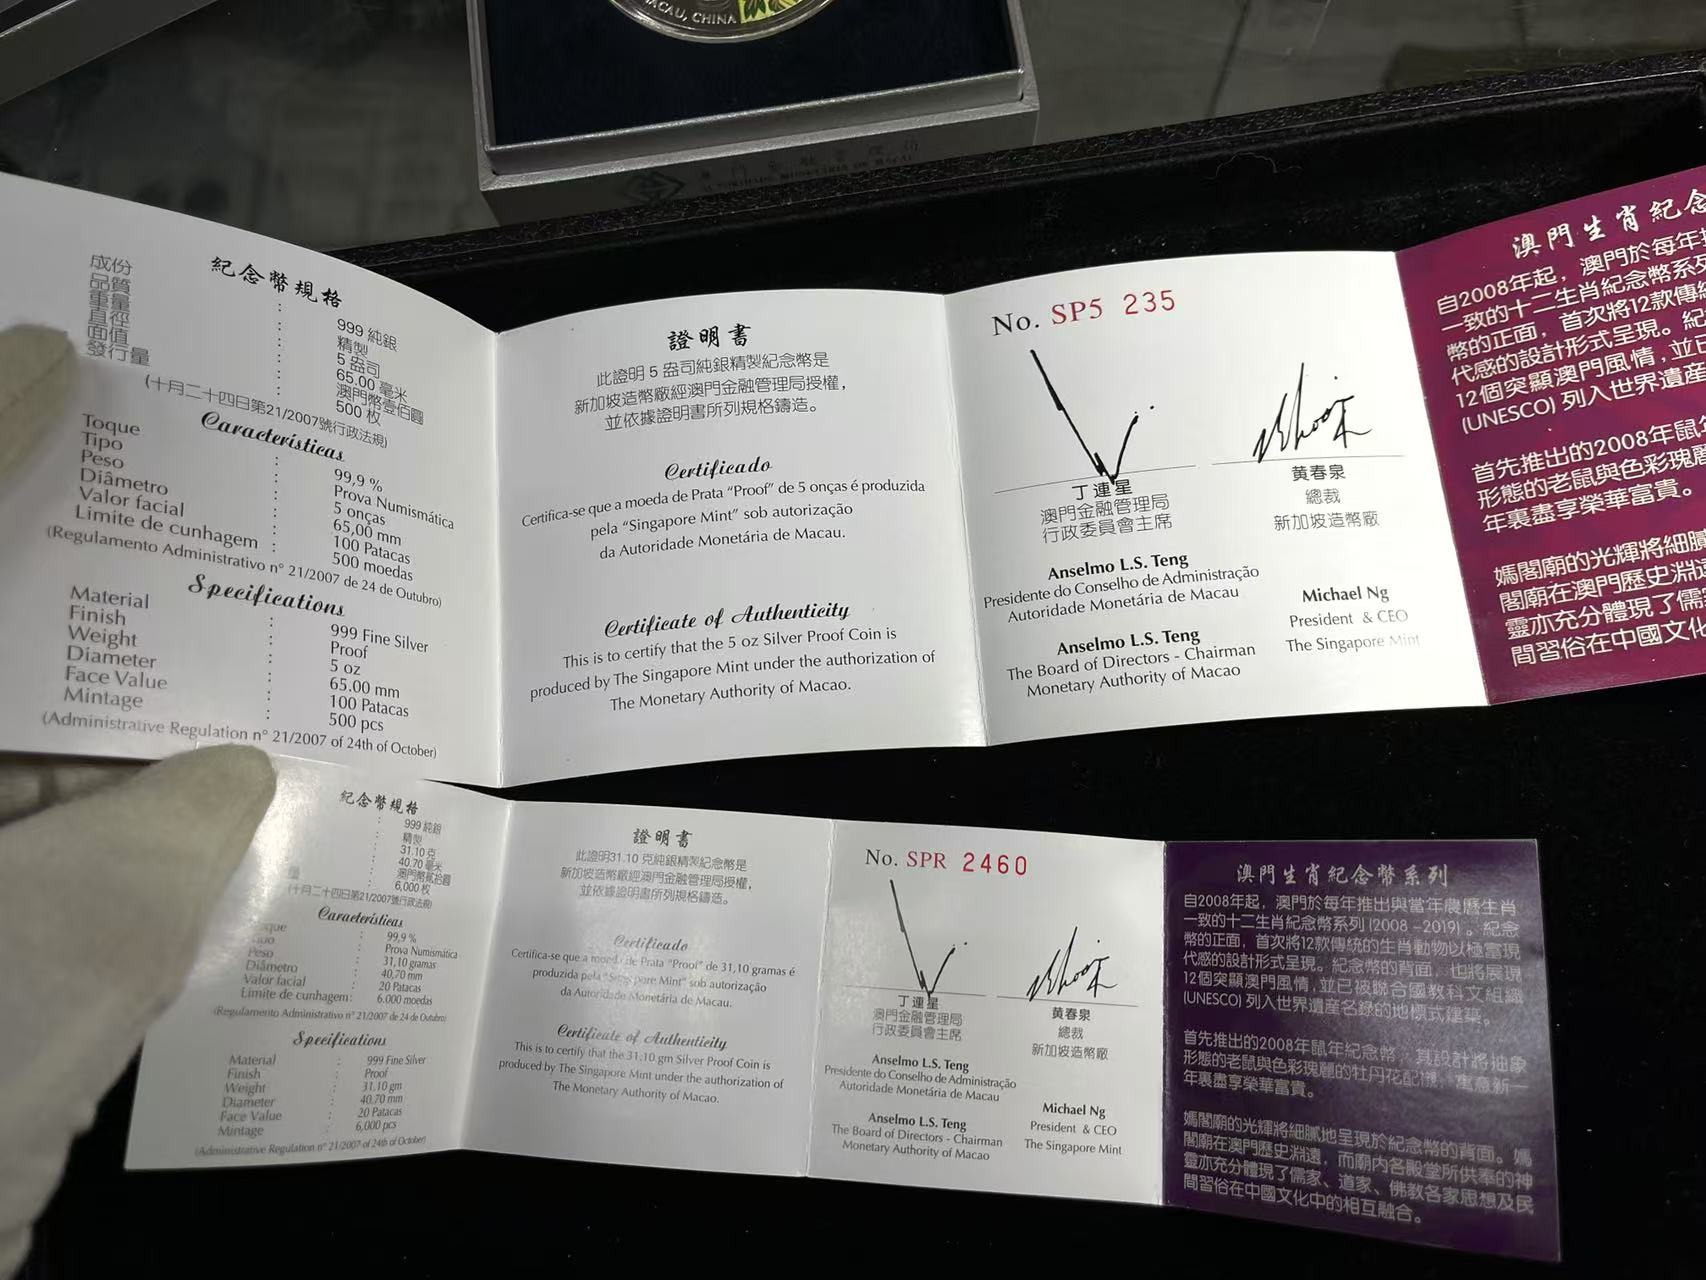 MACAU, CHINA
紀念幣規格
成份 : 999 純銀
品質 : 精製
重量 : 5 盎司
直徑 : 65.00 毫米
面值 : 澳門幣壹佰圓
發行量 : 500 枚
(十月二十四日第21/2007號行政法規)
Características
Toque : 99,9 %
Tipo : Prova Numismática
Peso : 5 onças
Diâmetro : 65,00 mm
Valor facial : 100 Patacas
Limite de cunhagem : 500 moedas
(Regulamento Administrativo nº 21/2007 de 24 de Outubro)
Specifications
Material : 999 Fine Silver
Finish : Proof
Weight : 5 oz
Diameter : 65.00 mm
Face Value : 100 Patacas
Mintage : 500 pcs
(Administrative Regulation nº 21/2007 of 24th of October)
證明書
此證明 5 盎司純銀精製紀念幣是
新加坡造幣廠經澳門金融管理局授權，
並依據證明書所列規格鑄造。
Certificado
Certifica-se que a moeda de Prata “Proof” de 5 onças é produzida
pela “Singapore Mint” sob autorização
da Autoridade Monetária de Macau.
Certificate of Authenticity
This is to certify that the 5 oz Silver Proof Coin is
produced by The Singapore Mint under the authorization of
The Monetary Authority of Macao.
No. SP5 235
丁連星
澳門金融管理局
行政委員會主席
Anselmo L.S. Teng
Presidente do Conselho de Administração
Autoridade Monetária de Macau
Anselmo L.S. Teng
The Board of Directors - Chairman
Monetary Authority of Macao
黄春泉
總裁
新加坡造幣廠
Michael Ng
President & CEO
The Singapore Mint
澳門生肖紀念
自2008年起，澳門於每年
一致的十二生肖紀念幣系列
幣的正面，首次將12款傳統
代感的設計形式呈現。紀
12個突顯澳門風情，並已
(UNESCO) 列入世界遺產
首先推出的2008年鼠年
形態的老鼠與色彩瑰麗
年裏盡享榮華富貴。
媽閣廟的光輝將細膩
閣廟在澳門歷史淵遠
靈亦充分體現了儒家
間習俗在中國文化
紀念幣規格
: 999 純銀
: 精製
: 31.10 克
: 40.70 毫米
: 澳門幣貳拾圓
量 : 6,000 枚
(十月二十四日第21/2007號行政法規)
Características
: 99,9 %
: Prova Numismática
Peso : 31,10 gramas
Diâmetro : 40,70 mm
Valor facial : 20 Patacas
Limite de cunhagem: 6.000 moedas
(Regulamento Administrativo nº 21/2007 de 24 de Outubro)
Specifications
Material : 999 Fine Silver
Finish : Proof
Weight : 31.10 gm
Diameter : 40.70 mm
Face Value : 20 Patacas
Mintage : 6,000 pcs
(Administrative Regulation nº 21/2007 of 24th of October)
證明書
此證明31.10 克純銀精製紀念幣是
新加坡造幣廠經澳門金融管理局授權，
並依據證明書所列規格鑄造。
Certificado
Certifica-se que a moeda de Prata “Proof” de 31,10 gramas é
produzida pela “Singapore Mint” sob autorização
da Autoridade Monetária de Macau.
Certificate of Authenticity
This is to certify that the 31.10 gm Silver Proof Coin is
produced by The Singapore Mint under the authorization of
The Monetary Authority of Macao.
No. SPR 2460
丁連星
澳門金融管理局
行政委員會主席
Anselmo L.S. Teng
Presidente do Conselho de Administração
Autoridade Monetária de Macau
Anselmo L.S. Teng
The Board of Directors - Chairman
Monetary Authority of Macao
黄春泉
總裁
新加坡造幣廠
Michael Ng
President & CEO
The Singapore Mint
澳門生肖紀念幣系列
自2008年起，澳門於每年推出與當年農曆生肖
一致的十二生肖紀念幣系列 (2008 – 2019) 。紀念
幣的正面，首次將12款傳統的生肖動物以極富現
代感的設計形式呈現。紀念幣的背面，也將展現
12個突顯澳門風情，並已被聯合國教科文組織
(UNESCO) 列入世界遺產名錄的地標式建築。
首先推出的2008年鼠年紀念幣，其設計將抽象
形態的老鼠與色彩瑰麗的牡丹花配襯，寓意新一
年裏盡享榮華富貴。
媽閣廟的光輝將細膩地呈現於紀念幣的背面。媽
閣廟在澳門歷史淵遠，而廟內各殿堂所供奉的神
靈亦充分體現了儒家、道家、佛教各家思想及民
間習俗在中國文化中的相互融合。